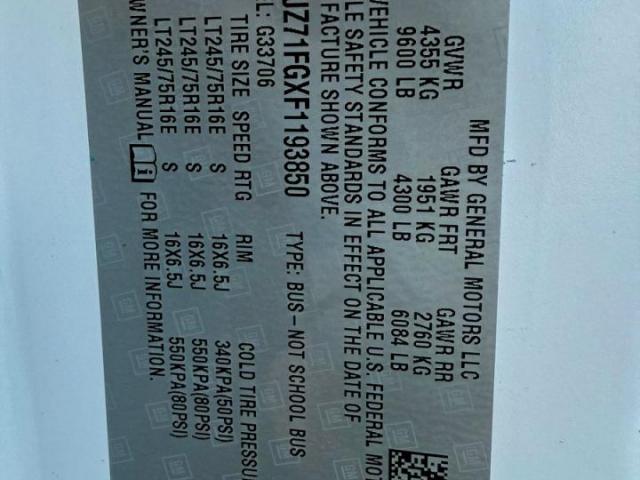 MFD BY GENERAL MOTORS LLC
GVWR GAWR FRT GAWR RR
4355 KG 1951 KG 2760 KG
9600 LB 4300 LB 6084 LB
VEHICLE CONFORMS TO ALL APPLICABLE U.S. FEDERAL MOT
LE SAFETY STANDARDS IN EFFECT ON THE DATE OF
FACTURE SHOWN ABOVE.
JZ71FGXF1193850 TYPE: BUS-NOT SCHOOL BUS
EL: G33706
TIRE SIZE SPEED RTG RIM COLD TIRE PRESSU
LT245/75R16E S 16X6.5J 340KPA(50PSI)
LT245/75R16E S 16X6.5J 550KPA(80PSI)
LT245/75R16E S 16X6.5J 550KPA(80PSI)
OWNER'S MANUAL FOR MORE INFORMATION.